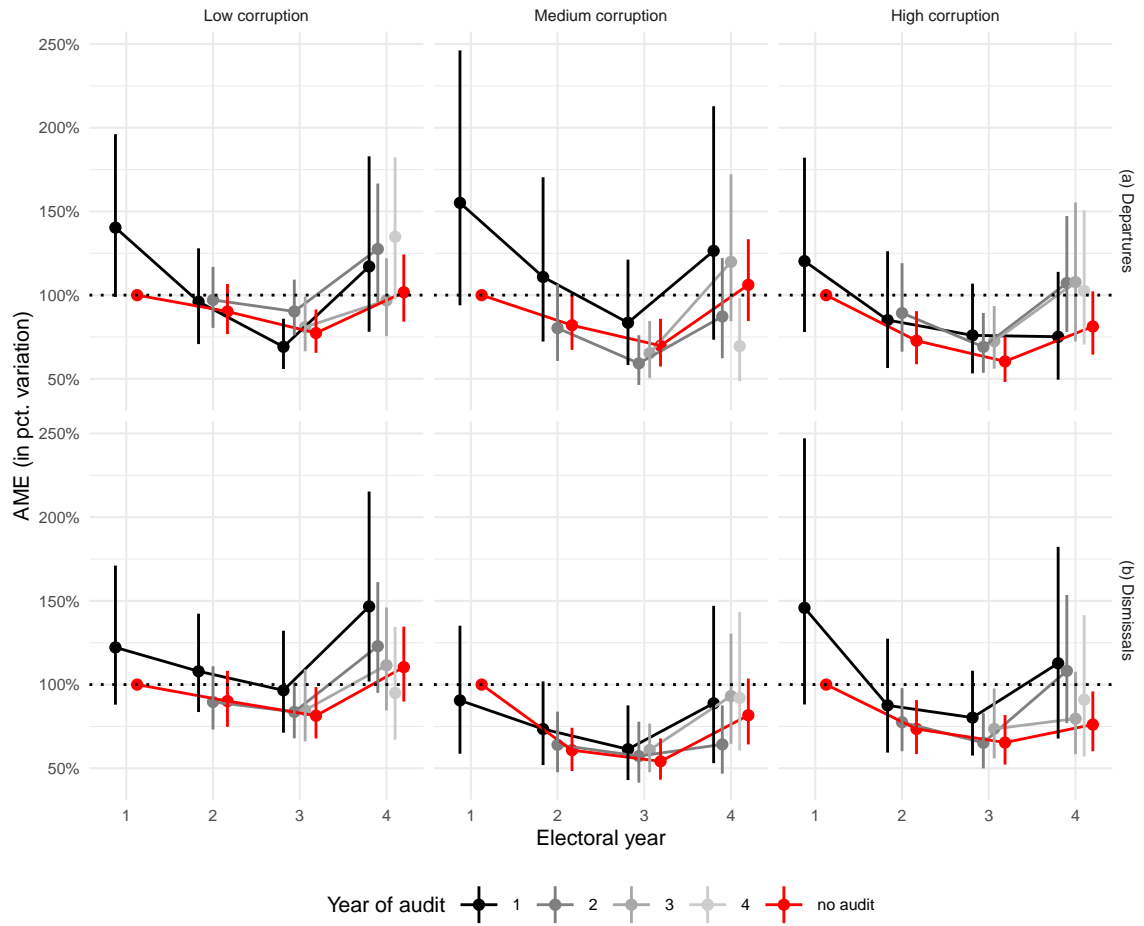 Low corruption
Medium corruption
High corruption
250%
200%
150%
100%
50%
(a) Departures
250%
200%
150%
100%
50%
(b) Dismissals
AME (in pct. variation)
1 2 3 4
1 2 3 4
1 2 3 4
Electoral year
Year of audit 1 2 3 4 no audit